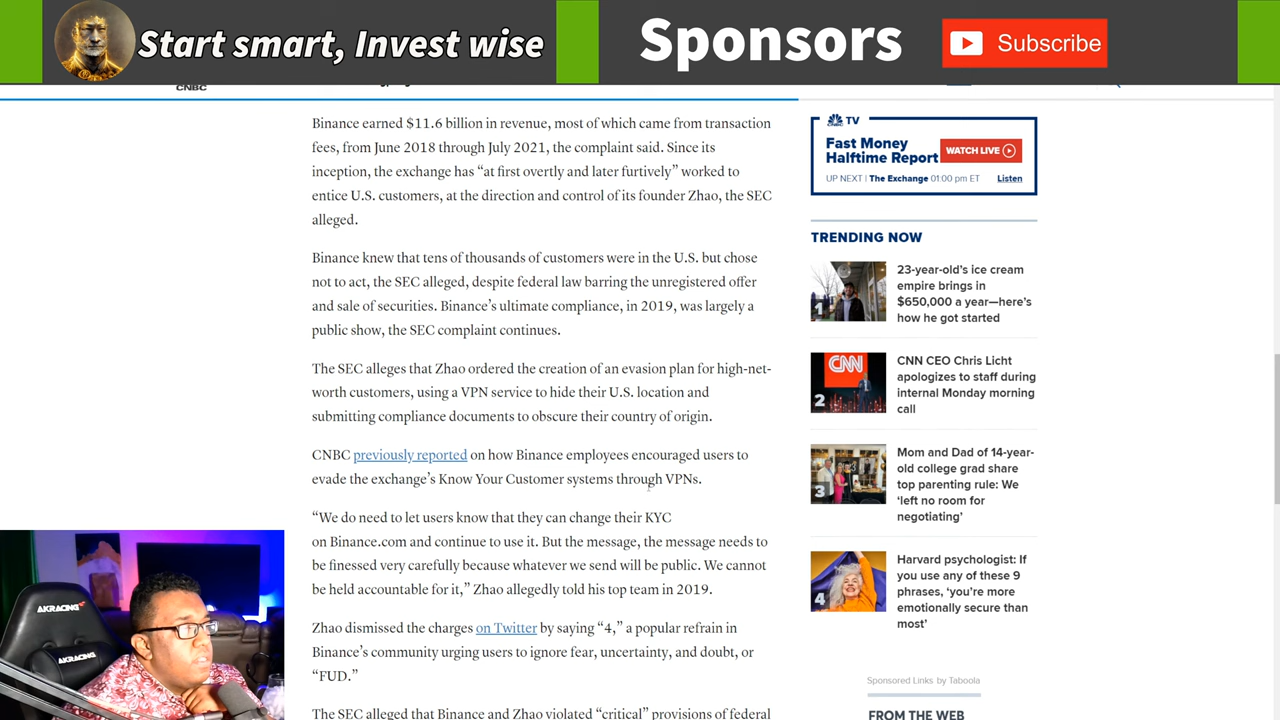 Start smart, Invest wise
Sponsors
Subscribe
CNBC
Binance earned $11.6 billion in revenue, most of which came from transaction
fees, from June 2018 through July 2021, the complaint said. Since its
inception, the exchange has “at first overtly and later furtively” worked to
entice U.S. customers, at the direction and control of its founder Zhao, the SEC
alleged.
Binance knew that tens of thousands of customers were in the U.S. but chose
not to act, the SEC alleged, despite federal law barring the unregistered offer
and sale of securities. Binance’s ultimate compliance, in 2019, was largely a
public show, the SEC complaint continues.
The SEC alleges that Zhao ordered the creation of an evasion plan for high-net-
worth customers, using a VPN service to hide their U.S. location and
submitting compliance documents to obscure their country of origin.
CNBC previously reported on how Binance employees encouraged users to
evade the exchange’s Know Your Customer systems through VPNs.
“We do need to let users know that they can change their KYC
on Binance.com and continue to use it. But the message, the message needs to
be finessed very carefully because whatever we send will be public. We cannot
be held accountable for it,” Zhao allegedly told his top team in 2019.
Zhao dismissed the charges on Twitter by saying “4,” a popular refrain in
Binance’s community urging users to ignore fear, uncertainty, and doubt, or
“FUD.”
The SEC alleged that Binance and Zhao violated “critical” provisions of federal
TV
Fast Money
Halftime Report
WATCH LIVE
UP NEXT | The Exchange 01:00 pm ET
Listen
TRENDING NOW
1
23-year-old’s ice cream
empire brings in
$650,000 a year—here’s
how he got started
CNN
2
CNN CEO Chris Licht
apologizes to staff during
internal Monday morning
call
3
Mom and Dad of 14-year-
old college grad share
top parenting rule: We
‘left no room for
negotiating’
4
Harvard psychologist: If
you use any of these 9
phrases, ‘you’re more
emotionally secure than
most’
Sponsored Links by Taboola
FROM THE WEB
AKRACING
AKRACING